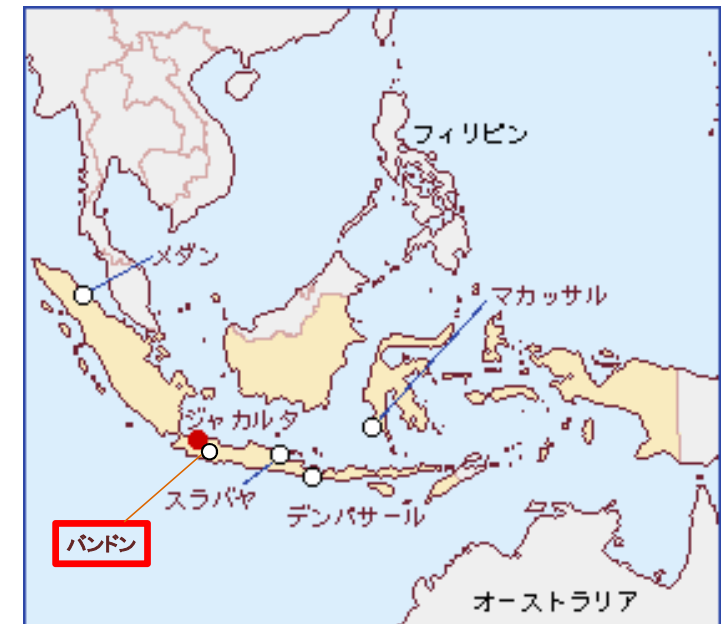 フィリピン
メダン
マカッサル
ジャカルタ
スラバヤ
デンパサール
バンドン
オーストラリア